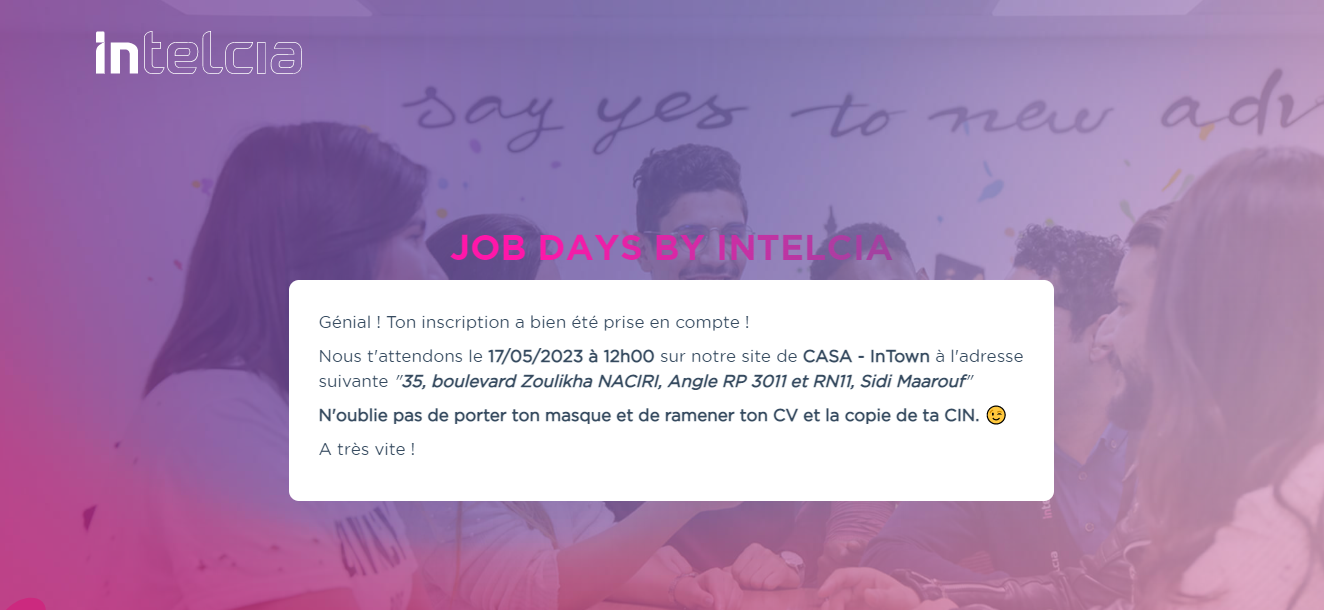 intelcia
say yes to new adv
JOB DAYS BY INTELCIA
Génial ! Ton inscription a bien été prise en compte !
Nous t'attendons le 17/05/2023 à 12h00 sur notre site de CASA - InTown à l'adresse
suivante "35, boulevard Zoulikha NACIRI, Angle RP 3011 et RN11, Sidi Maarouf"
N'oublie pas de porter ton masque et de ramener ton CV et la copie de ta CIN. 😉
A très vite !